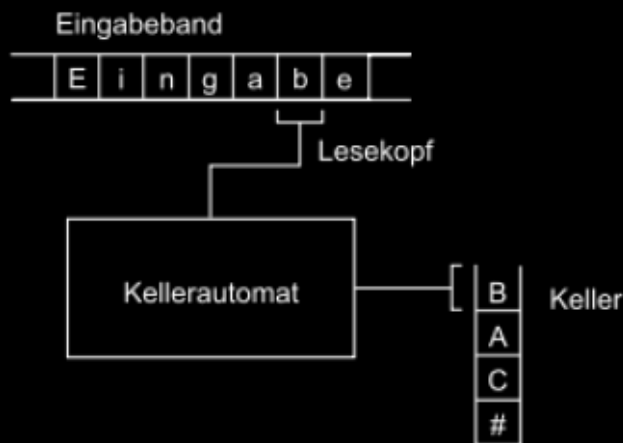 Eingabeband
E i n g a b e
Lesekopf
Kellerautomat
B
Keller
A
C
#